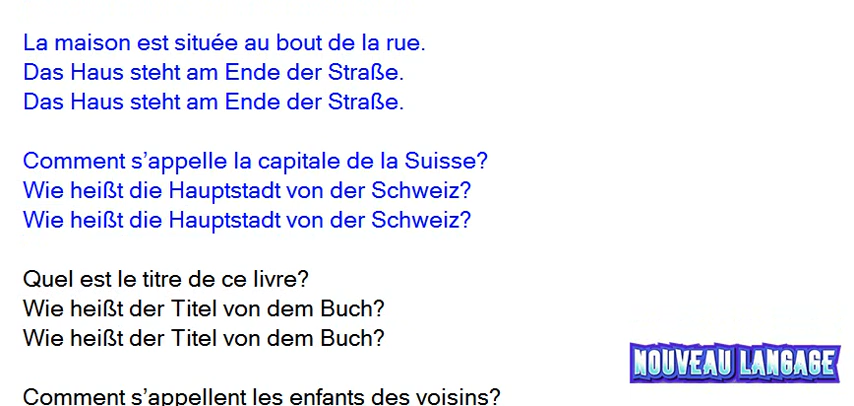 La maison est située au bout de la rue.
Das Haus steht am Ende der Straße.
Das Haus steht am Ende der Straße.
Comment s’appelle la capitale de la Suisse?
Wie heißt die Hauptstadt von der Schweiz?
Wie heißt die Hauptstadt von der Schweiz?
Quel est le titre de ce livre?
Wie heißt der Titel von dem Buch?
Wie heißt der Titel von dem Buch?
NOUVEAU LANGAGE
Comment s’appellent les enfants des voisins?